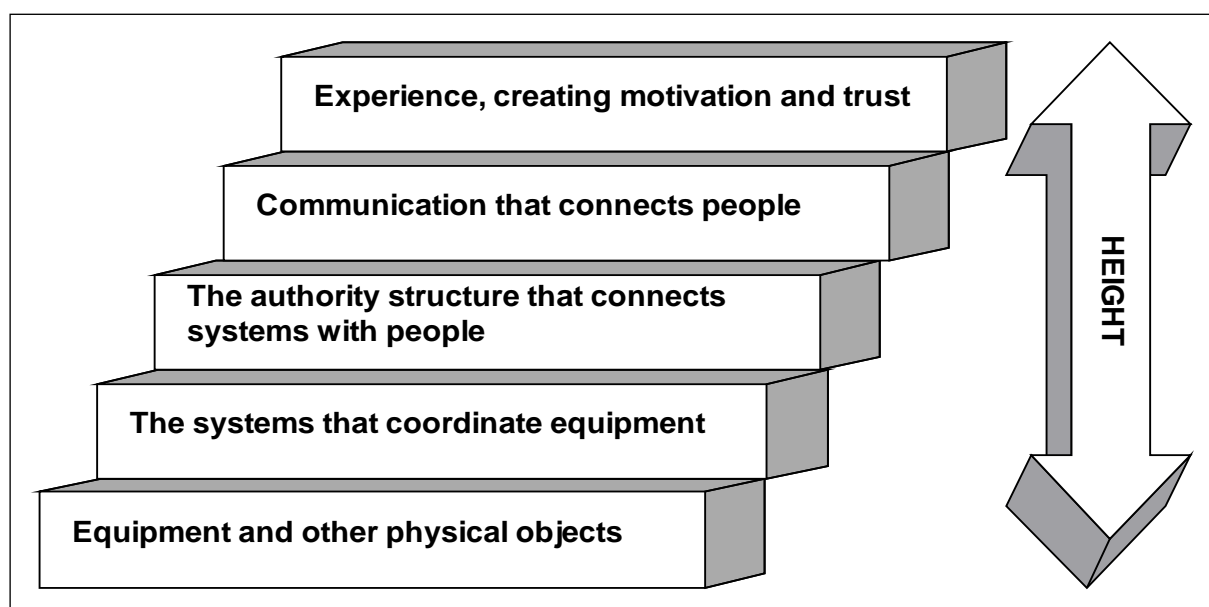 Experience, creating motivation and trust
Communication that connects people
The authority structure that connects
systems with people
The systems that coordinate equipment
Equipment and other physical objects
HEIGHT